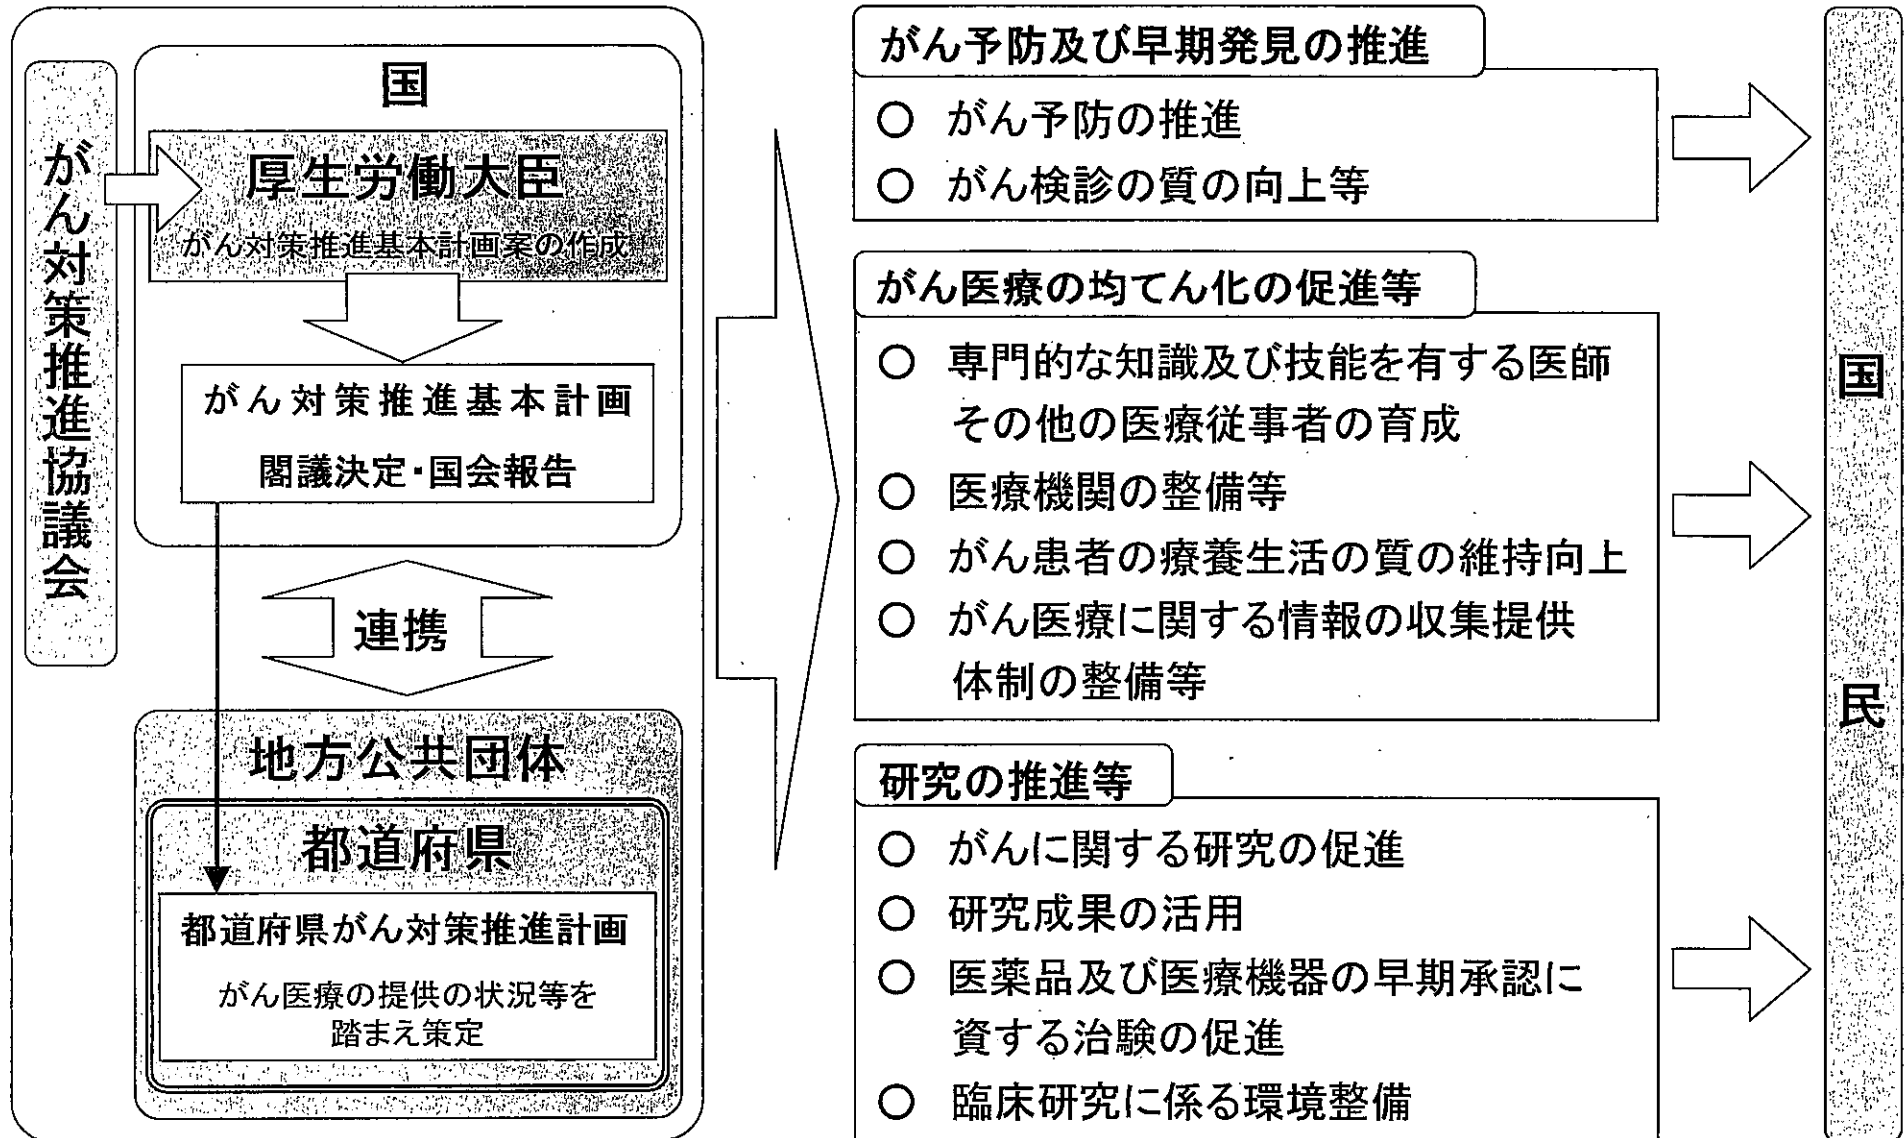 がん対策推進協議会
国
厚生労働大臣
がん対策推進基本計画案の作成
がん対策推進基本計画
閣議決定・国会報告
連携
地方公共団体
都道府県
都道府県がん対策推進計画
がん医療の提供の状況等を
踏まえ策定
がん予防及び早期発見の推進
○ がん予防の推進
○ がん検診の質の向上等
がん医療の均てん化の促進等
○ 専門的な知識及び技能を有する医師
その他の医療従事者の育成
○ 医療機関の整備等
○ がん患者の療養生活の質の維持向上
○ がん医療に関する情報の収集提供
体制の整備等
研究の推進等
○ がんに関する研究の促進
○ 研究成果の活用
○ 医薬品及び医療機器の早期承認に
資する治験の促進
○ 臨床研究に係る環境整備
国民